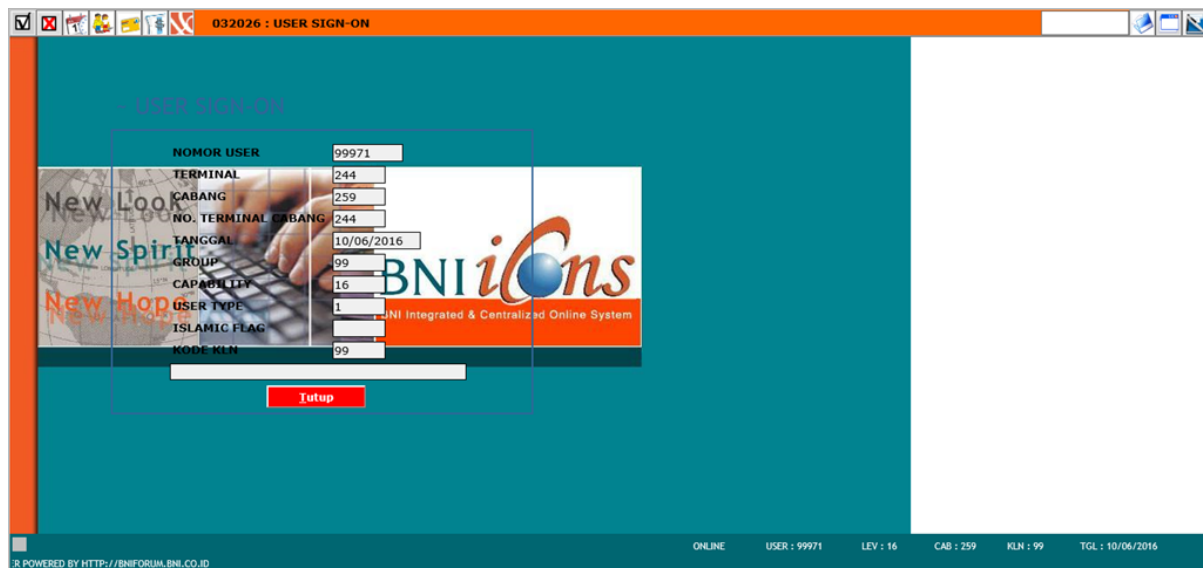 032026 : USER SIGN-ON
- USER SIGN-ON
NOMOR USER 99971
TERMINAL 244
CABANG 259
NO. TERMINAL CABANG 244
TANGGAL 10/06/2016
GROUP 99
CAPABILITY 16
USER TYPE 1
ISLAMIC FLAG
KODE KLN 99
Tutup
New Look
New Spirit
New Hope
BNI icons
BNI Integrated & Centralized Online System
ONLINE USER : 99971 LEV : 16 CAB : 259 KLN : 99 TGL : 10/06/2016
R POWERED BY HTTP://BNIFORUM.BNI.CO.ID